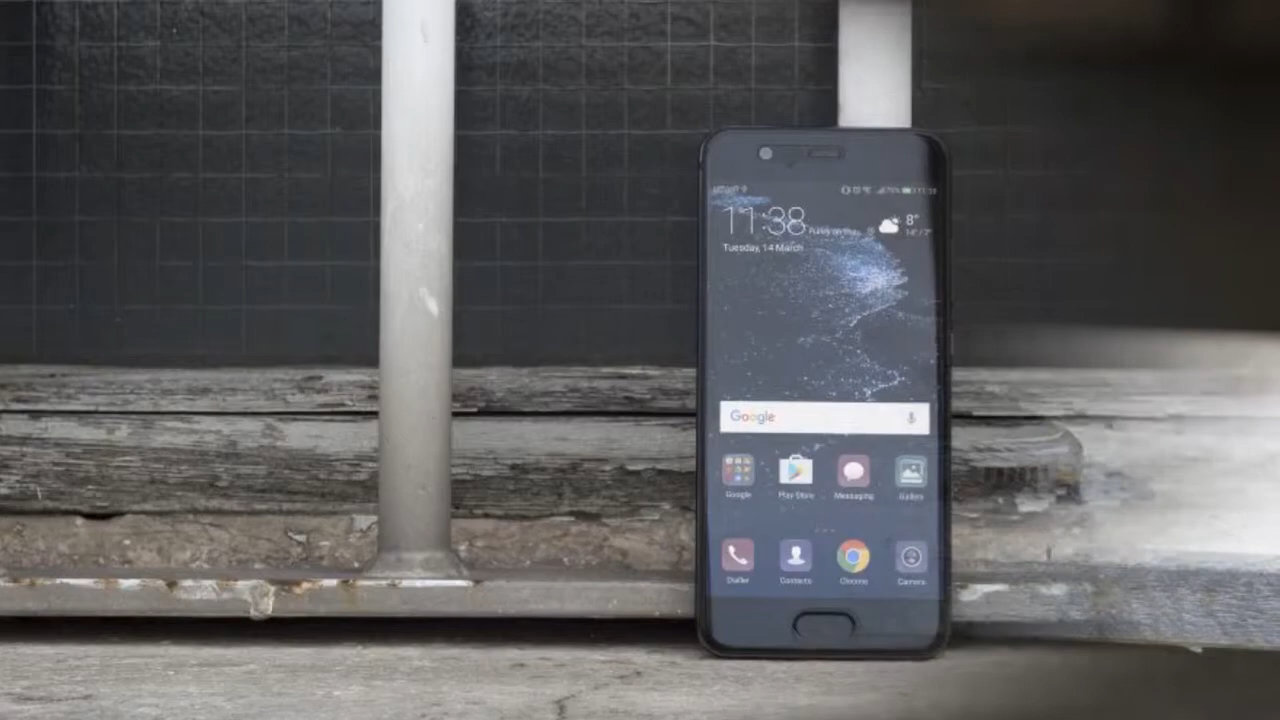 11:38
8°
Tuesday, 14 March
Google
Google
Play Store
Messaging
Gallery
Dialler
Contacts
Chrome
Camera